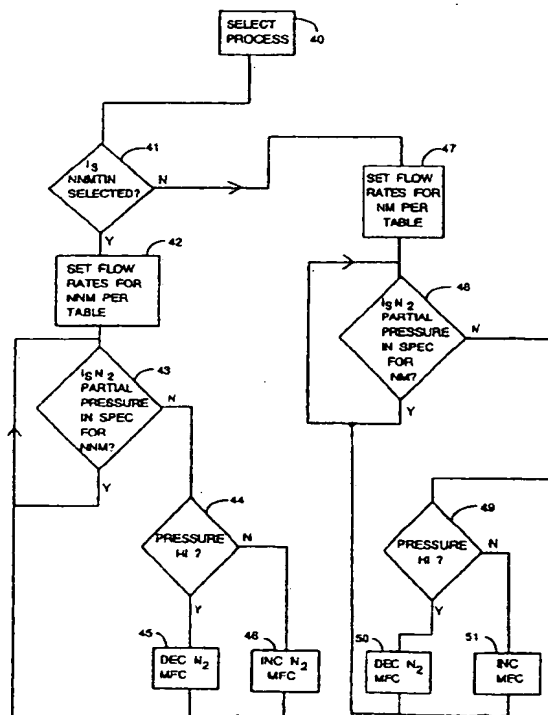 SELECT
PROCESS
40
41
IS
NNMTIN
SELECTED?
N
Y
47
SET FLOW
RATES FOR
NM PER
TABLE
42
SET FLOW
RATES FOR
NNM PER
TABLE
48
IS N2
PARTIAL
PRESSURE
IN SPEC
FOR
NM?
N
Y
43
IS N2
PARTIAL
PRESSURE
IN SPEC
FOR
NNM?
N
Y
44
PRESSURE
HI ?
N
Y
49
PRESSURE
HI ?
N
Y
45
DEC N2
MFC
46
INC N2
MFC
50
DEC N2
MFC
51
INC
MFC